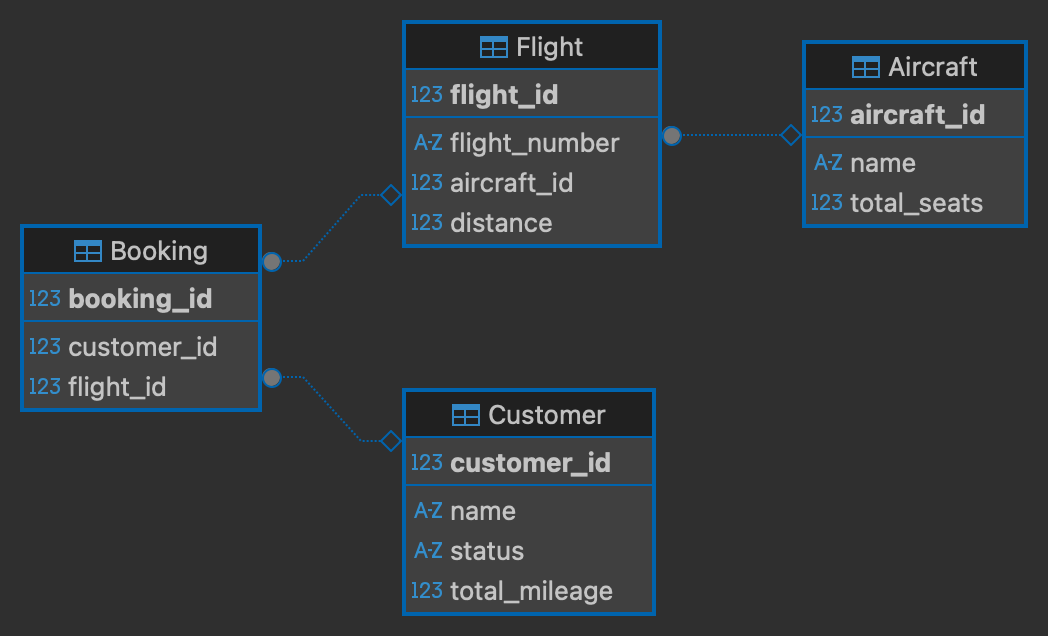 Flight
123 flight_id
A-Z flight_number
123 aircraft_id
123 distance
Aircraft
123 aircraft_id
A-Z name
123 total_seats
Booking
123 booking_id
123 customer_id
123 flight_id
Customer
123 customer_id
A-Z name
A-Z status
123 total_mileage